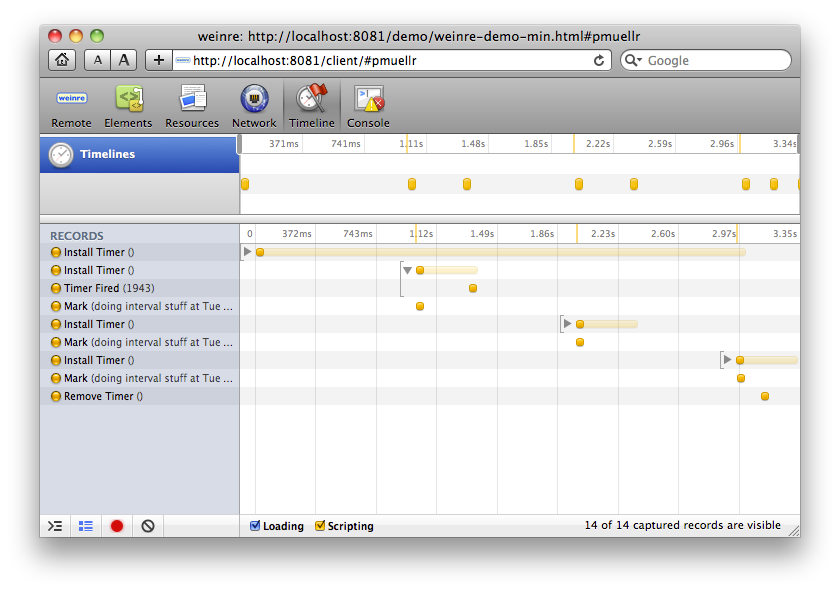 weinre: http://localhost:8081/demo/weinre-demo-min.html#pmuellr
A A + http://localhost:8081/client/#pmuellr Google
weinre
Remote Elements Resources Network Timeline Console
Timelines
371ms 741ms 1.11s 1.48s 1.85s 2.22s 2.59s 2.96s 3.34s
RECORDS
0 372ms 743ms 1.12s 1.49s 1.86s 2.23s 2.60s 2.97s 3.35s
Install Timer ()
Install Timer ()
Timer Fired (1943)
Mark (doing interval stuff at Tue ...
Install Timer ()
Mark (doing interval stuff at Tue ...
Install Timer ()
Mark (doing interval stuff at Tue ...
Remove Timer ()
Loading Scripting 14 of 14 captured records are visible